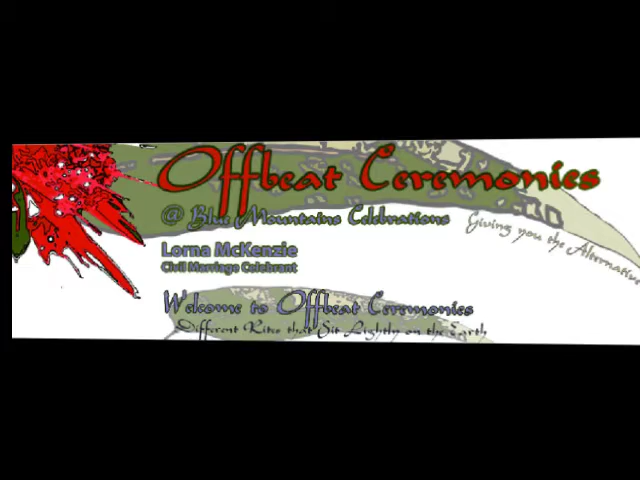 Offbeat Ceremonies
@ Blue Mountains Celebrations
Giving you the Alternative
Lorna McKenzie
Civil Marriage Celebrant
Welcome to Offbeat Ceremonies
Different Rites that Sit Lightly on the Earth